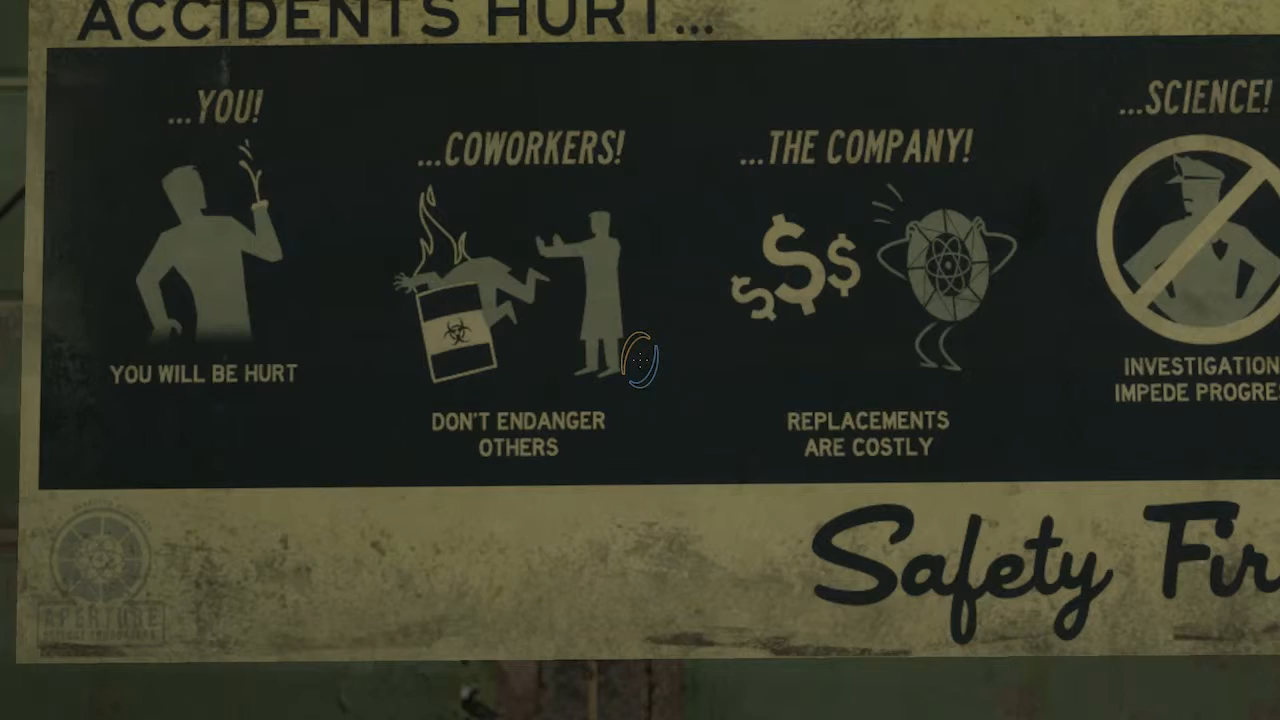 ACCIDENTS HURT...
...YOU!
YOU WILL BE HURT
...COWORKERS!
DON'T ENDANGER
OTHERS
...THE COMPANY!
$$$
REPLACEMENTS
ARE COSTLY
...SCIENCE!
INVESTIGATION
IMPEDE PROGRE
Safety Fir
APERTURE